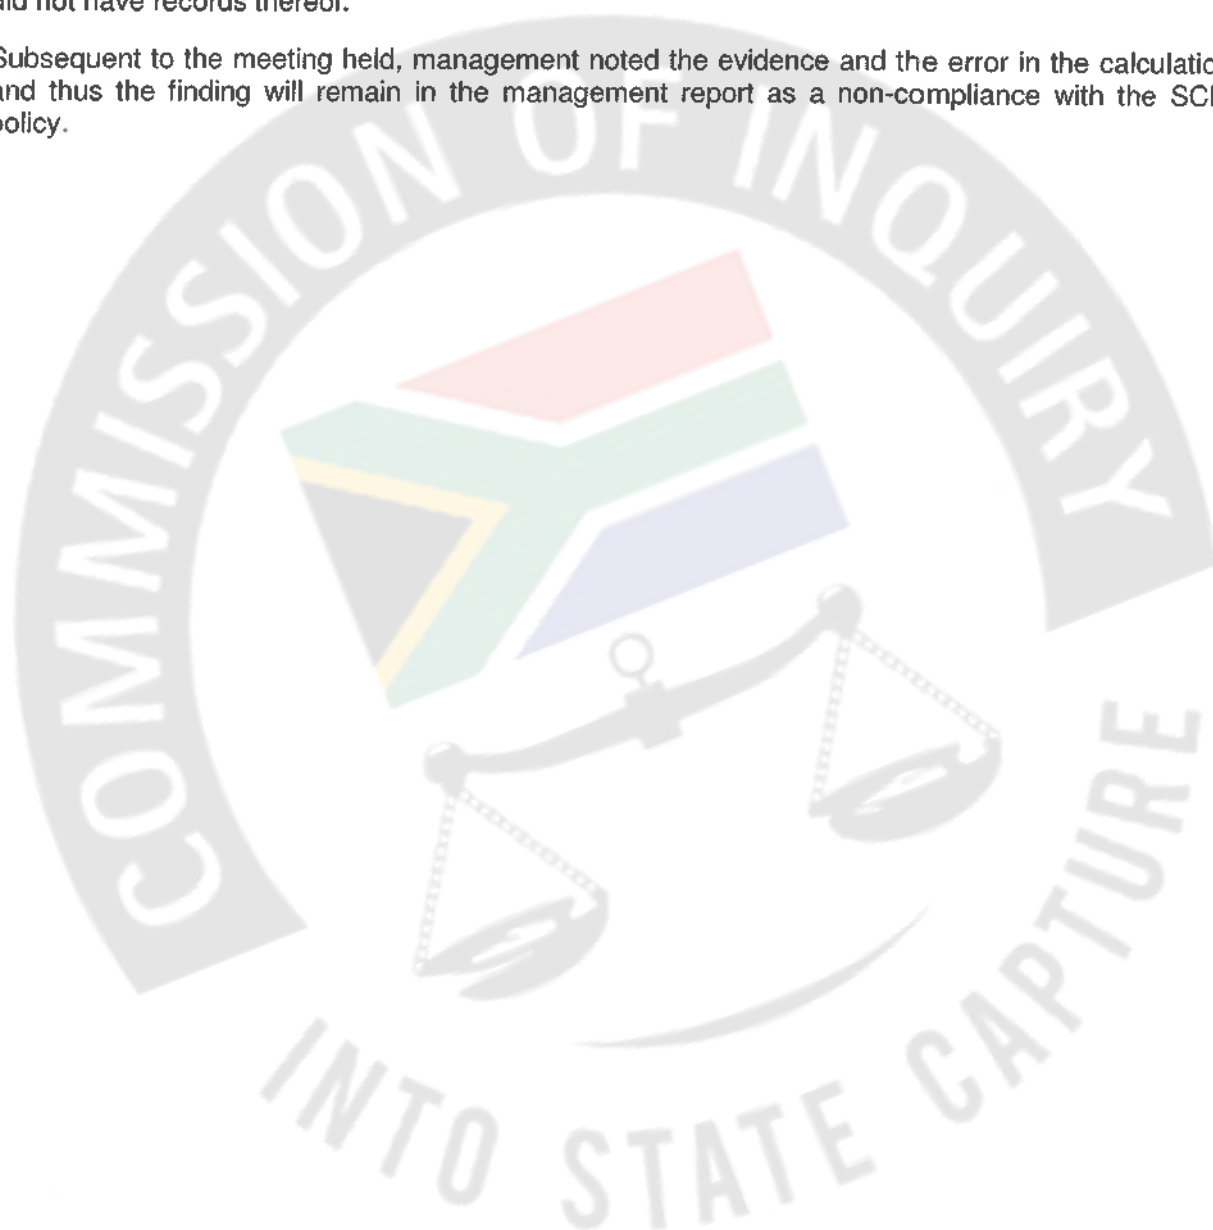 did not have records thereof.
Subsequent to the meeting held, management noted the evidence and the error in the calculatio
and thus the finding will remain in the management report as a non-compliance with the SC
policy.
COMMISSION OF INQUIRY
INTO STATE CAPTURE